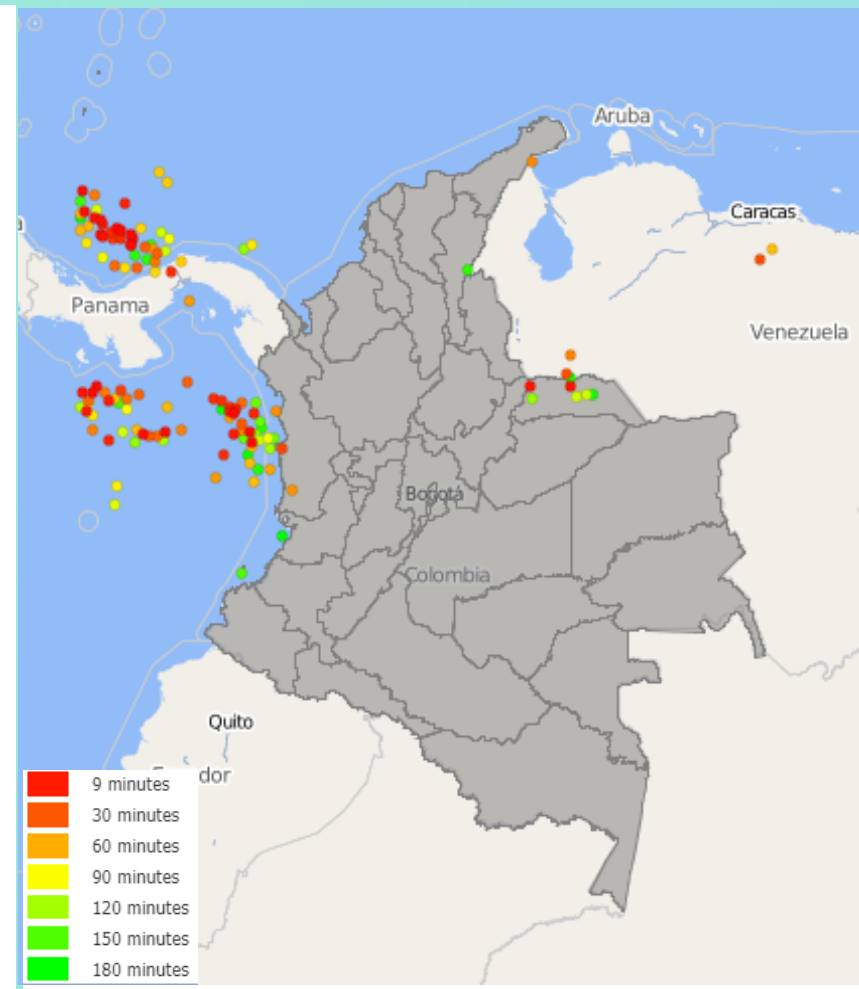 Aruba
Caracas
Panama
Venezuela
Bogotá
Colombia
Quito
9 minutes
30 minutes
60 minutes
90 minutes
120 minutes
150 minutes
180 minutes